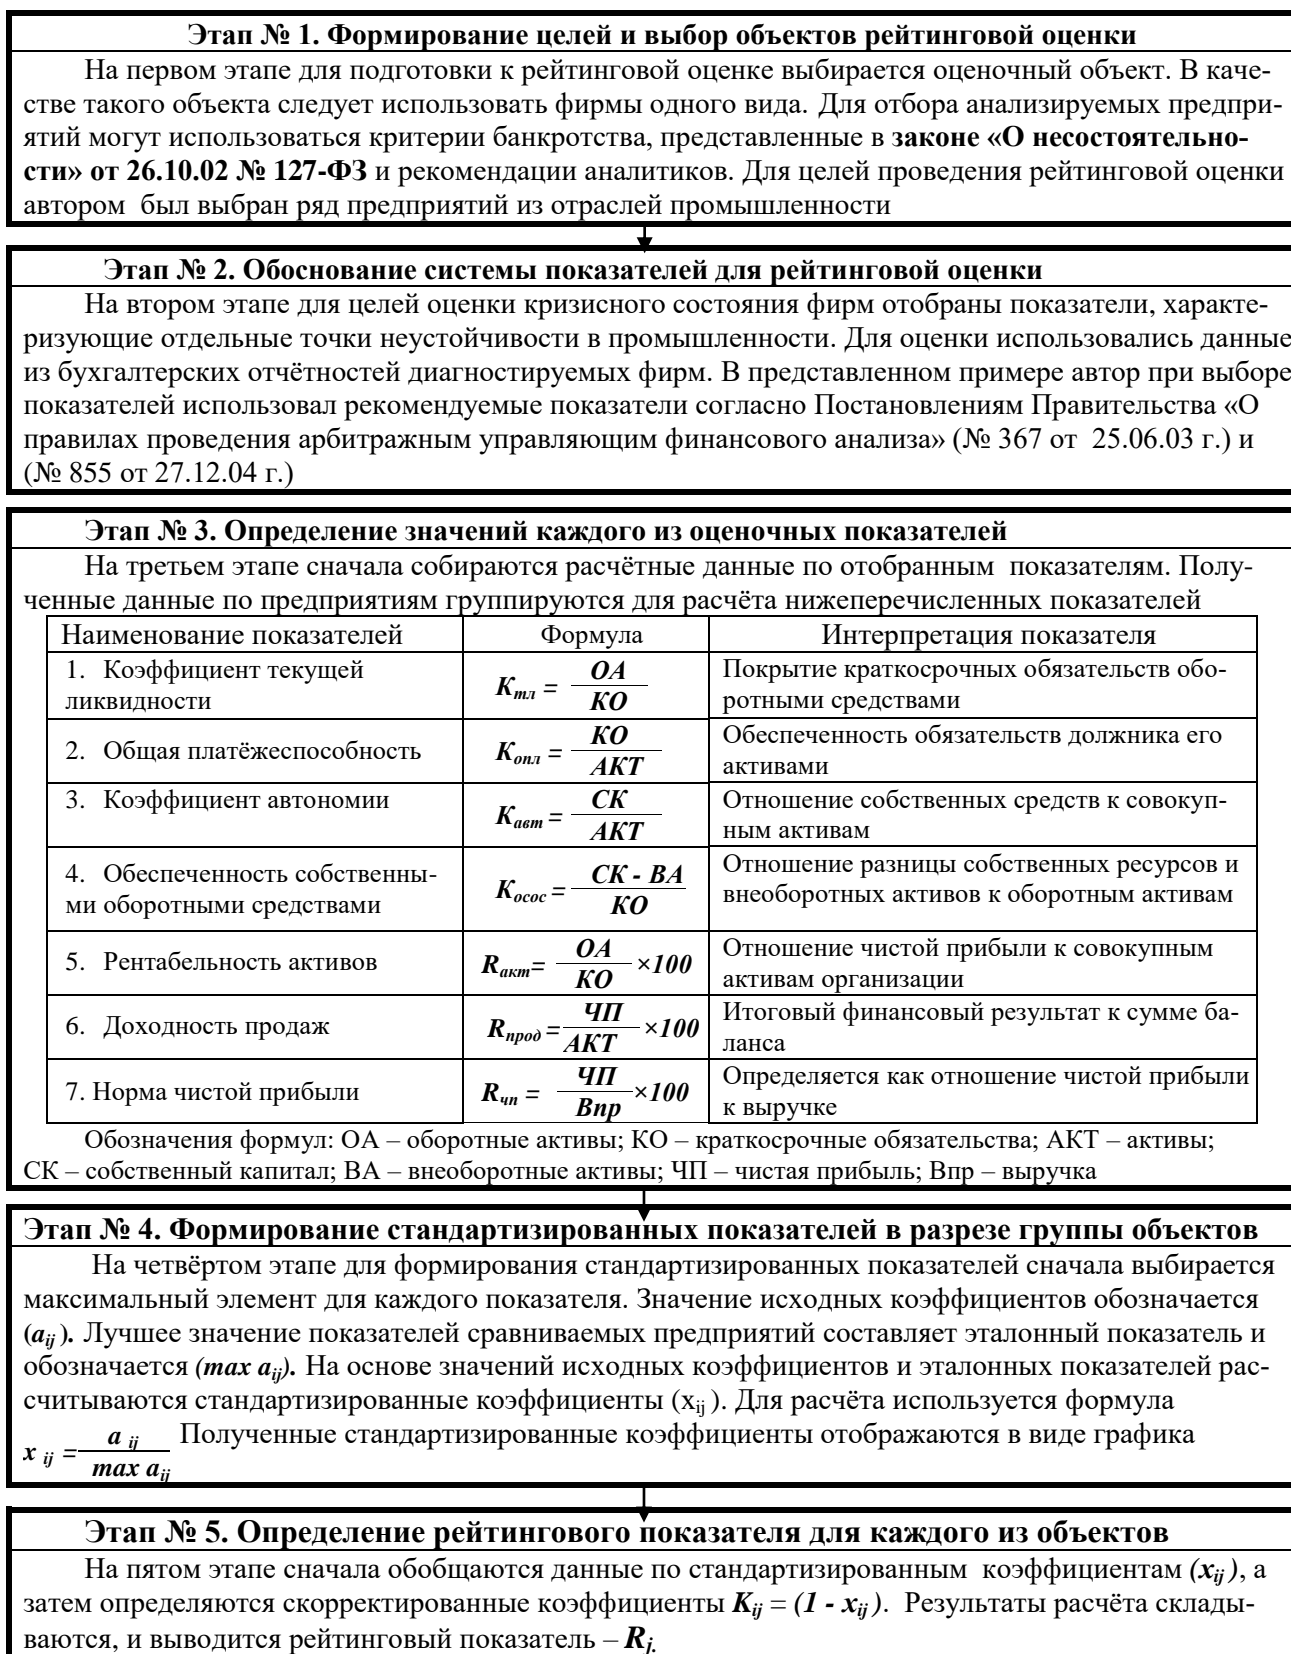 Этап № 1. Формирование целей и выбор объектов рейтинговой оценки
На первом этапе для подготовки к рейтинговой оценке выбирается оценочный объект. В каче-
стве такого объекта следует использовать фирмы одного вида. Для отбора анализируемых предпри-
ятий могут использоваться критерии банкротства, представленные в законе «О несостоятельно-
сти» от 26.10.02 № 127-ФЗ и рекомендации аналитиков. Для целей проведения рейтинговой оценки
автором был выбран ряд предприятий из отраслей промышленности
Этап № 2. Обоснование системы показателей для рейтинговой оценки
На втором этапе для целей оценки кризисного состояния фирм отобраны показатели, характе-
ризующие отдельные точки неустойчивости в промышленности. Для оценки использовались данные
из бухгалтерских отчётностей диагностируемых фирм. В представленном примере автор при выборе
показателей использовал рекомендуемые показатели согласно Постановлениям Правительства «О
правилах проведения арбитражным управляющим финансового анализа» (№ 367 от 25.06.03 г.) и
(№ 855 от 27.12.04 г.)
Этап № 3. Определение значений каждого из оценочных показателей
На третьем этапе сначала собираются расчётные данные по отобранным показателям. Полу-
ченные данные по предприятиям группируются для расчёта нижеперечисленных показателей
Наименование показателей Формула Интерпретация показателя
1. Коэффициент текущей
ликвидности
Kтл = ОА / КО
Покрытие краткосрочных обязательств обо-
ротными средствами
2. Общая платёжеспособность
Kопл = КО / АКТ
Обеспеченность обязательств должника его
активами
3. Коэффициент автономии
Kавт = СК / АКТ
Отношение собственных средств к совокуп-
ным активам
4. Обеспеченность собственны-
ми оборотными средствами
Kосос = СК - ВА / КО
Отношение разницы собственных ресурсов и
внеоборотных активов к оборотным активам
5. Рентабельность активов
Rакт= ОА / КО ×100
Отношение чистой прибыли к совокупным
активам организации
6. Доходность продаж
Rпрод = ЧП / АКТ ×100
Итоговый финансовый результат к сумме ба-
ланса
7. Норма чистой прибыли
Rчп = ЧП / Впр ×100
Определяется как отношение чистой прибыли
к выручке
Обозначения формул: ОА – оборотные активы; КО – краткосрочные обязательства; АКТ – активы;
СК – собственный капитал; ВА – внеоборотные активы; ЧП – чистая прибыль; Впр – выручка
Этап № 4. Формирование стандартизированных показателей в разрезе группы объектов
На четвёртом этапе для формирования стандартизированных показателей сначала выбирается
максимальный элемент для каждого показателя. Значение исходных коэффициентов обозначается
(aij). Лучшее значение показателей сравниваемых предприятий составляет эталонный показатель и
обозначается (max aij). На основе значений исходных коэффициентов и эталонных показателей рас-
считываются стандартизированные коэффициенты (xij). Для расчёта используется формула
x ij = a ij / max aij Полученные стандартизированные коэффициенты отображаются в виде графика
Этап № 5. Определение рейтингового показателя для каждого из объектов
На пятом этапе сначала обобщаются данные по стандартизированным коэффициентам (xij), а
затем определяются скорректированные коэффициенты Kij = (1 - xij). Результаты расчёта склады-
ваются, и выводится рейтинговый показатель – Rj.